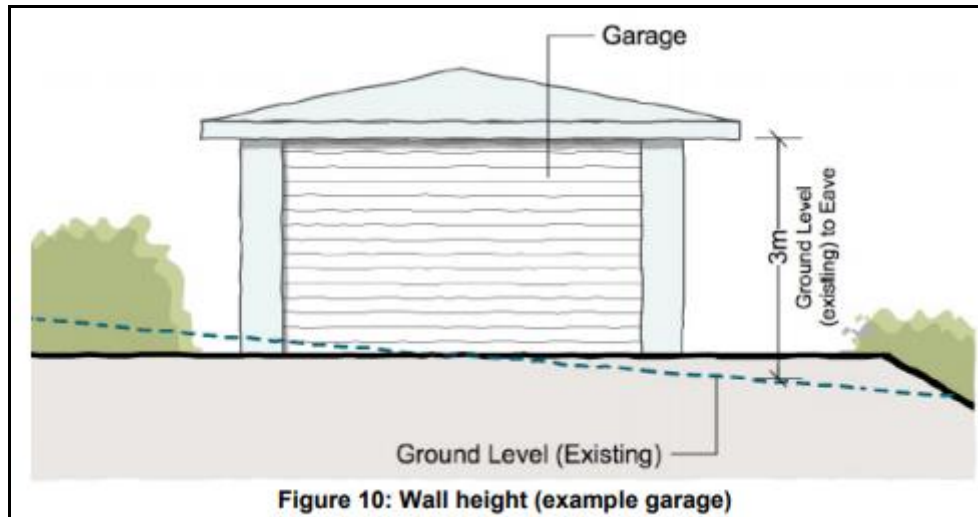 Garage
3m
Ground Level
(existing) to Eave
Ground Level (Existing)
Figure 10: Wall height (example garage)